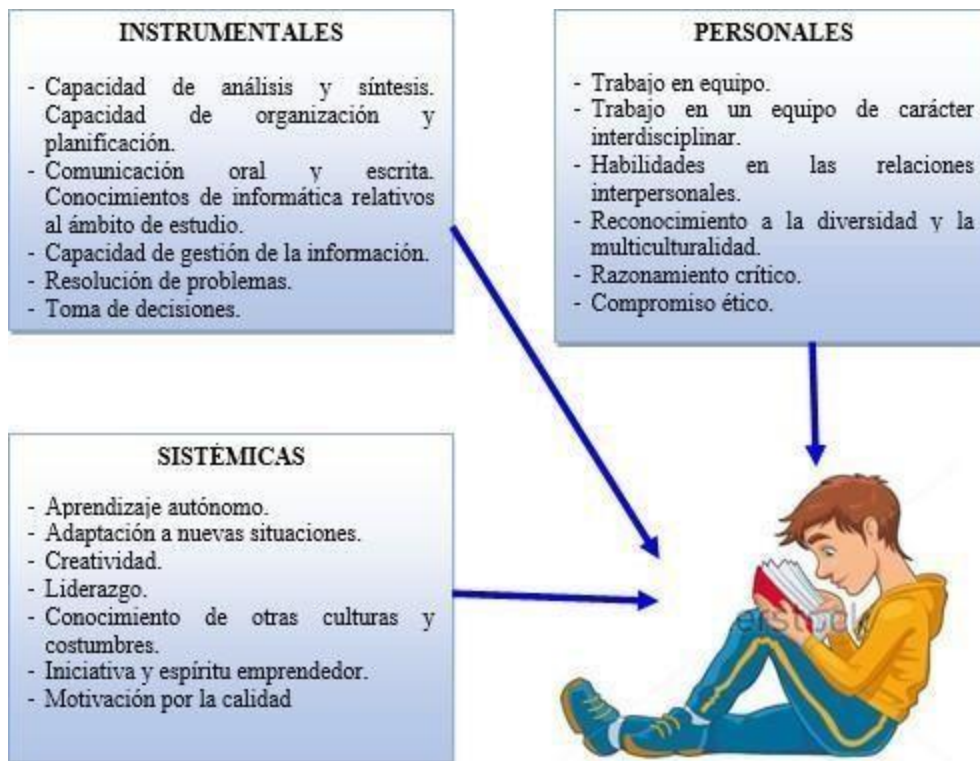 INSTRUMENTALES
- Capacidad de análisis y síntesis.
Capacidad de organización y
planificación.
- Comunicación oral y escrita.
Conocimientos de informática relativos
al ámbito de estudio.
- Capacidad de gestión de la información.
- Resolución de problemas.
- Toma de decisiones.
PERSONALES
- Trabajo en equipo.
- Trabajo en un equipo de carácter
interdisciplinar.
- Habilidades en las relaciones
interpersonales.
- Reconocimiento a la diversidad y la
multiculturalidad.
- Razonamiento crítico.
- Compromiso ético.
SISTÉMICAS
- Aprendizaje autónomo.
- Adaptación a nuevas situaciones.
- Creatividad.
- Liderazgo.
- Conocimiento de otras culturas y
costumbres.
- Iniciativa y espíritu emprendedor.
- Motivación por la calidad